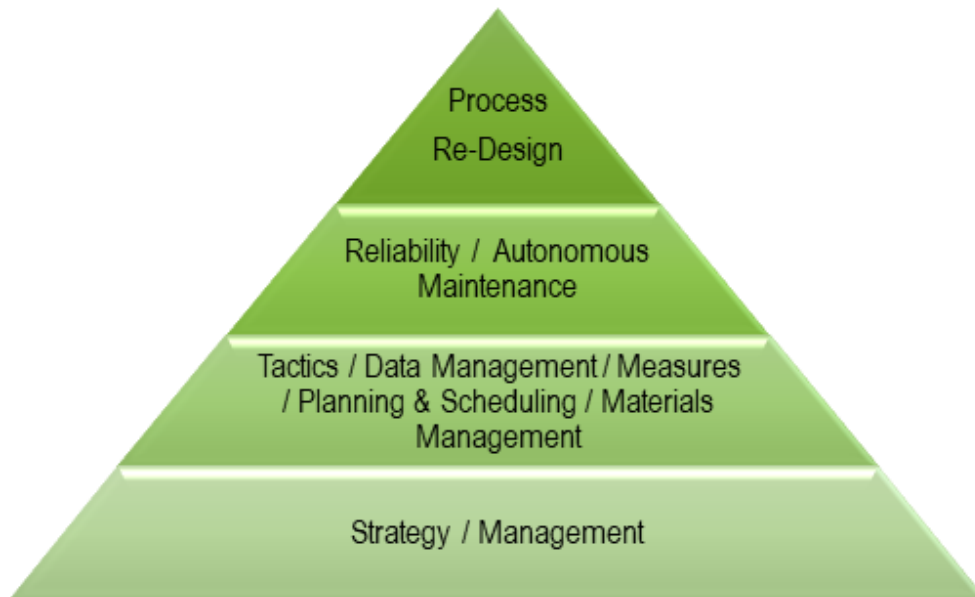 Process
Re-Design
Reliability / Autonomous
Maintenance
Tactics / Data Management / Measures
/ Planning & Scheduling / Materials
Management
Strategy / Management